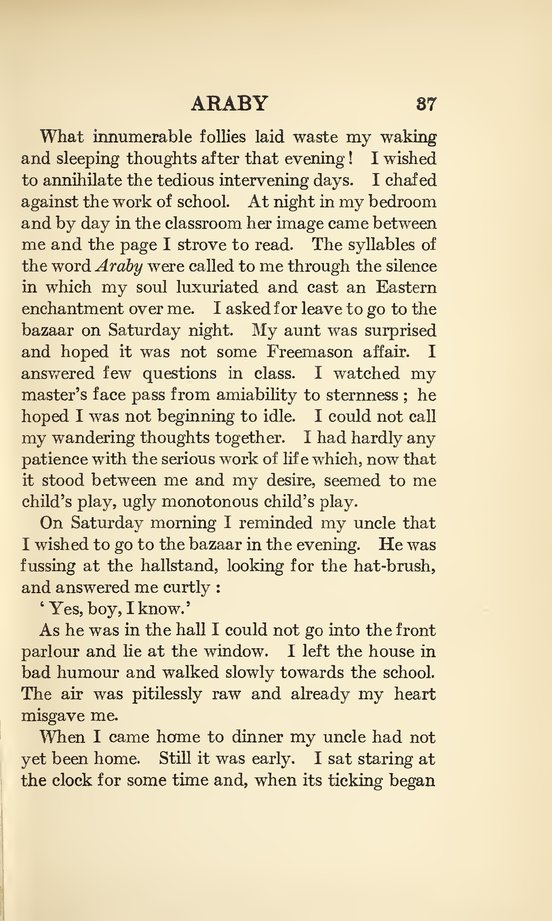 ARABY 37
What innumerable follies laid waste my waking
and sleeping thoughts after that evening! I wished
to annihilate the tedious intervening days. I chafed
against the work of school. At night in my bedroom
and by day in the classroom her image came between
me and the page I strove to read. The syllables of
the word Araby were called to me through the silence
in which my soul luxuriated and cast an Eastern
enchantment over me. I asked for leave to go to the
bazaar on Saturday night. My aunt was surprised
and hoped it was not some Freemason affair. I
answered few questions in class. I watched my
master's face pass from amiability to sternness; he
hoped I was not beginning to idle. I could not call
my wandering thoughts together. I had hardly any
patience with the serious work of life which, now that
it stood between me and my desire, seemed to me
child's play, ugly monotonous child's play.
On Saturday morning I reminded my uncle that
I wished to go to the bazaar in the evening. He was
fussing at the hallstand, looking for the hat-brush,
and answered me curtly:
'Yes, boy, I know.'
As he was in the hall I could not go into the front
parlour and lie at the window. I left the house in
bad humour and walked slowly towards the school.
The air was pitilessly raw and already my heart
misgave me.
When I came home to dinner my uncle had not
yet been home. Still it was early. I sat staring at
the clock for some time and, when its ticking began